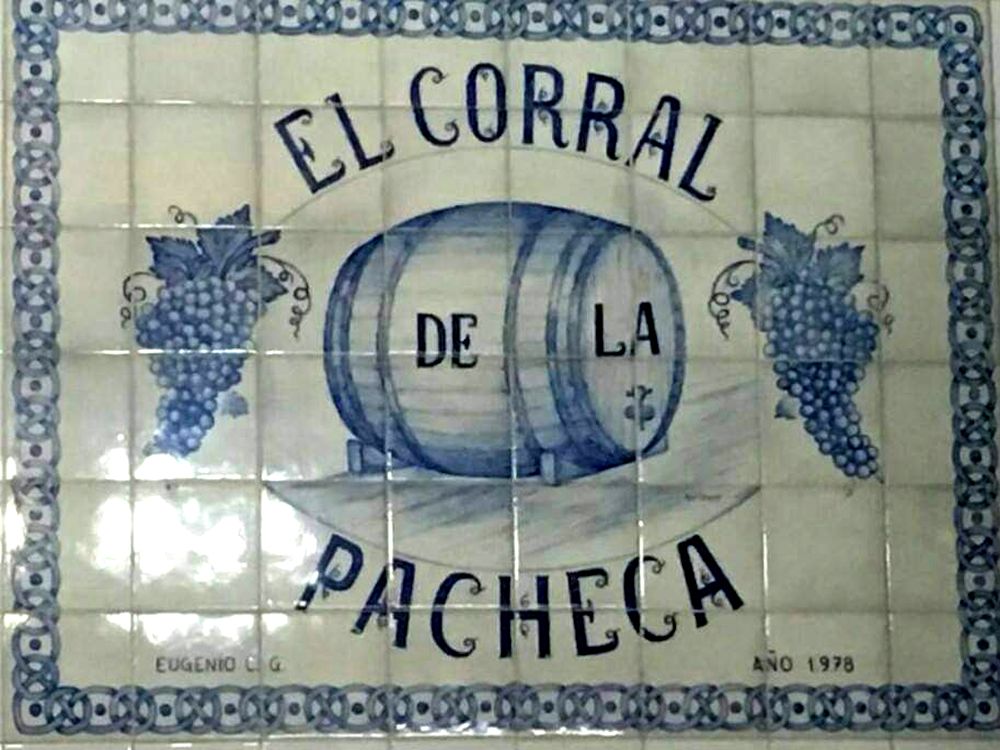 EL CORRAL
DE LA
PACHECA
EUGENIO C. G.
AÑO 1978